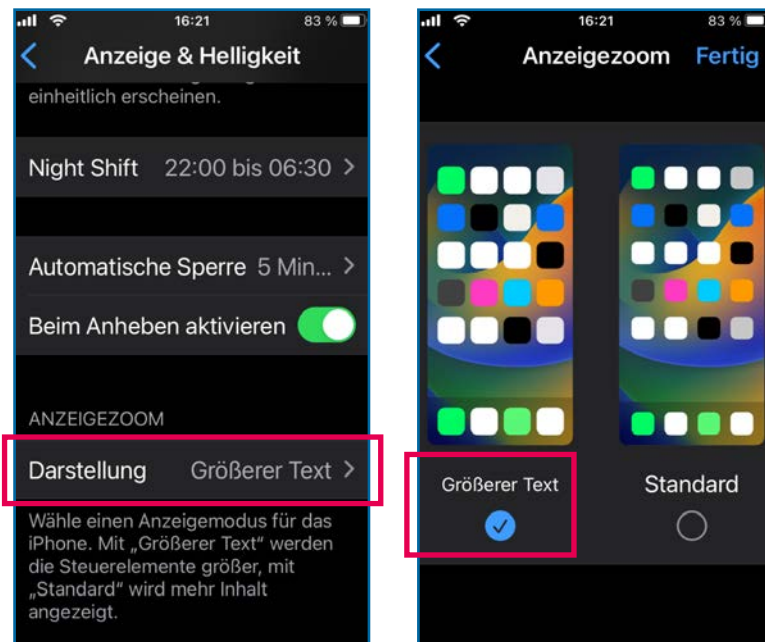 16:21
83 %
Anzeige & Helligkeit
einheitlich erscheinen.
Night Shift 22:00 bis 06:30
Automatische Sperre 5 Min...
Beim Anheben aktivieren
ANZEIGEZOOM
Darstellung Größerer Text
Wähle einen Anzeigemodus für das
iPhone. Mit „Größerer Text“ werden
die Steuerelemente größer, mit
„Standard“ wird mehr Inhalt
angezeigt.
16:21
83 %
Anzeigezoom Fertig
Größerer Text
Standard